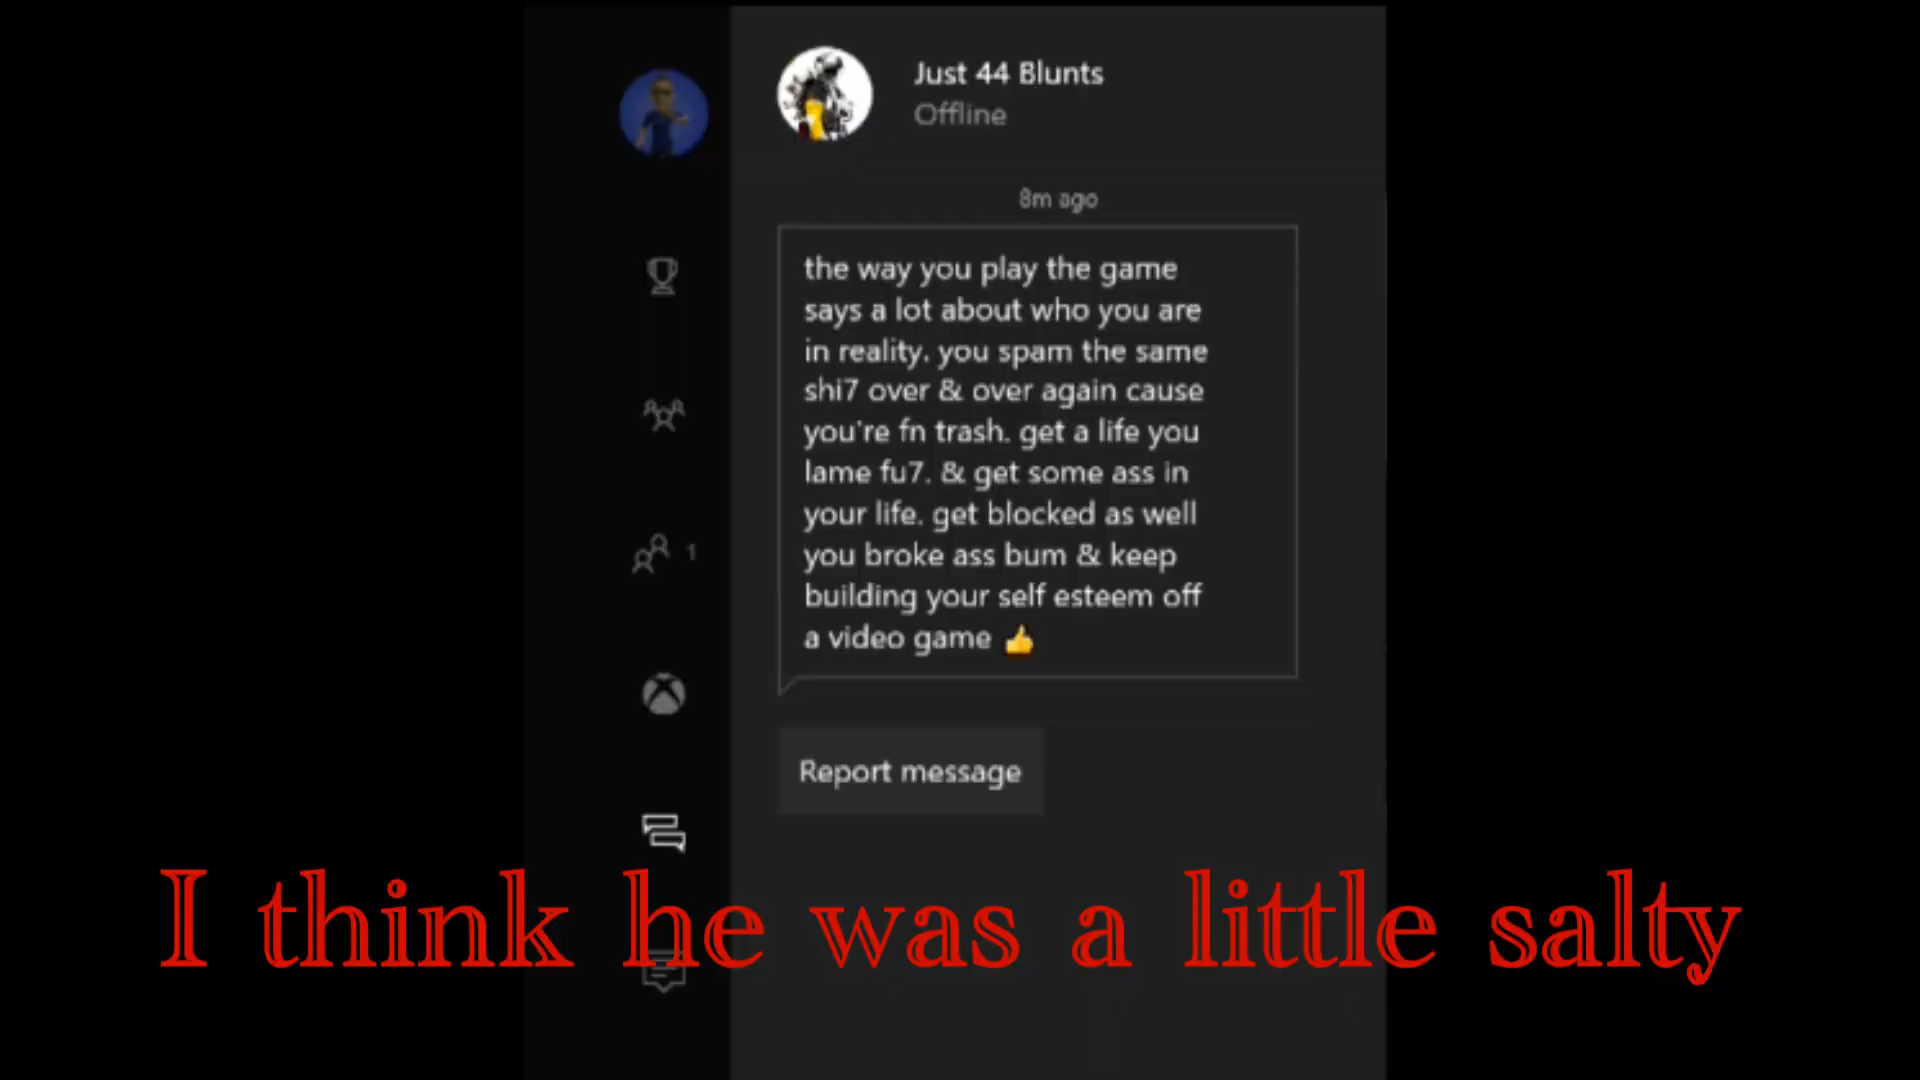 Just 44 Blunts
Offline
8m ago
the way you play the game
says a lot about who you are
in reality. you spam the same
shi7 over & over again cause
you're fn trash. get a life you
lame fu7. & get some ass in
your life. get blocked as well
you broke ass bum & keep
building your self esteem off
a video game 👍
1
Report message
I think he was a little salty